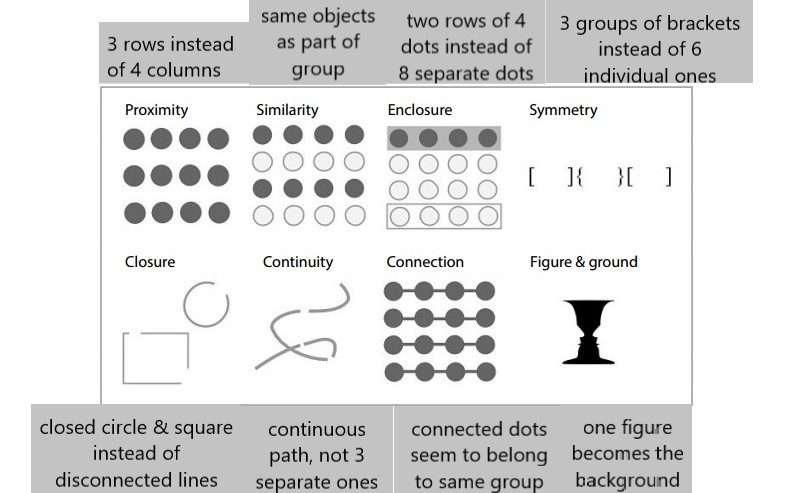 3 rows instead
of 4 columns
same objects
as part of
group
two rows of 4
dots instead of
8 separate dots
3 groups of brackets
instead of 6
individual ones
Proximity
Similarity
Enclosure
Symmetry
[ ]{ }[ ]
Closure
Continuity
Connection
Figure & ground
closed circle & square
instead of
disconnected lines
continuous
path, not 3
separate ones
connected dots
seem to belong
to same group
one figure
becomes the
background